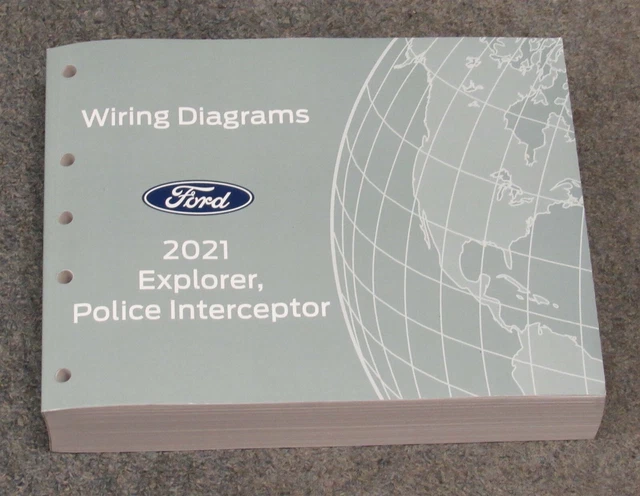 Wiring Diagrams
Ford
2021
Explorer,
Police Interceptor